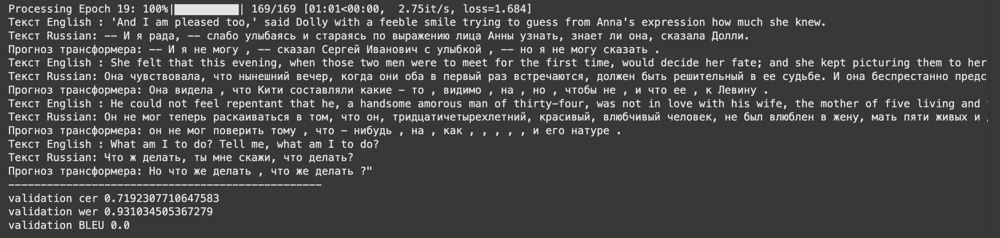 Processing Epoch 19: 100%|██████████| 169/169 [01:01<00:00,  2.75it/s, loss=1.684]
Текст English : 'And I am pleased too,' said Dolly with a feeble smile trying to guess from Anna's expression how much she knew.
Текст Russian: -- И я рада, -- слабо улыбаясь и стараясь по выражению лица Анны узнать, знает ли она, сказала Долли.
Прогноз трансформера: -- И я не могу , -- сказал Сергей Иванович с улыбкой , -- но я не могу сказать .
Текст English : She felt that this evening, when those two men were to meet for the first time, would decide her fate; and she kept picturing them to her
Текст Russian: Она чувствовала, что нынешний вечер, когда они оба в первый раз встречаются, должен быть решительный в ее судьбе. И она беспрестанно предс
Прогноз трансформера: Она видела , что Кити составляли какие - то , видимо , на , но , чтобы не , и что ее , к Левину .
Текст English : He could not feel repentant that he, a handsome amorous man of thirty-four, was not in love with his wife, the mother of five living and
Текст Russian: Он не мог теперь раскаиваться в том, что он, тридцатичетырехлетний, красивый, влюбчивый человек, не был влюблен в жену, мать пяти живых и
Прогноз трансформера: он не мог поверить тому , что - нибудь , на , как , , , , , и его натуре .
Текст English : What am I to do? Tell me, what am I to do?
Текст Russian: Что ж делать, ты мне скажи, что делать?
Прогноз трансформера: Но что же делать , что же делать ?"
-------------------------------------------------
validation cer 0.7192307710647583
validation wer 0.931034505367279
validation BLEU 0.0